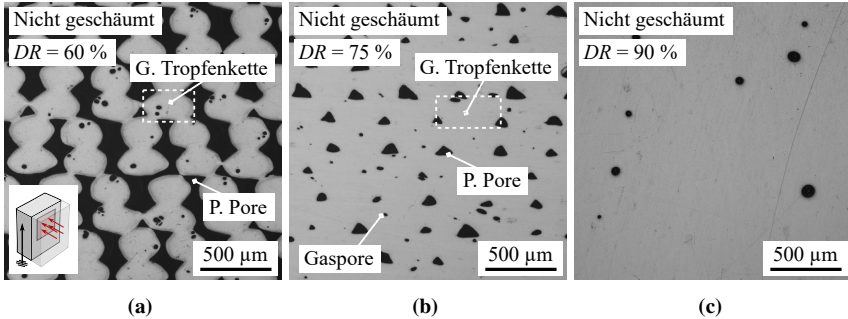 Nicht geschäumt
DR = 60 %
G. Tropfenkette
P. Pore
500 µm
(a)
Nicht geschäumt
DR = 75 %
G. Tropfenkette
P. Pore
Gaspore
500 µm
(b)
Nicht geschäumt
DR = 90 %
500 µm
(c)